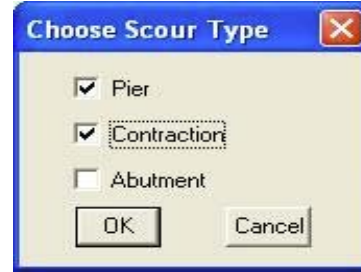 Choose Scour Type
Pier
Contraction
Abutment
OK Cancel